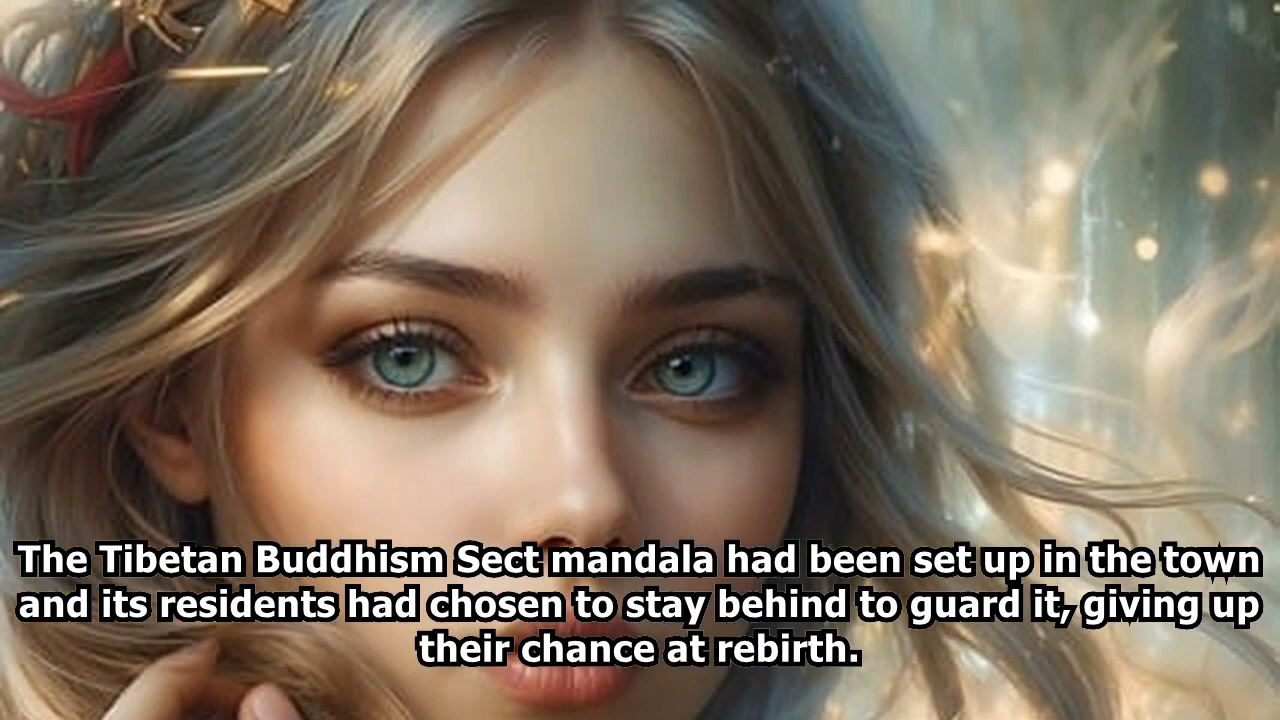 The Tibetan Buddhism Sect mandala had been set up in the town
and its residents had chosen to stay behind to guard it, giving up
their chance at rebirth.